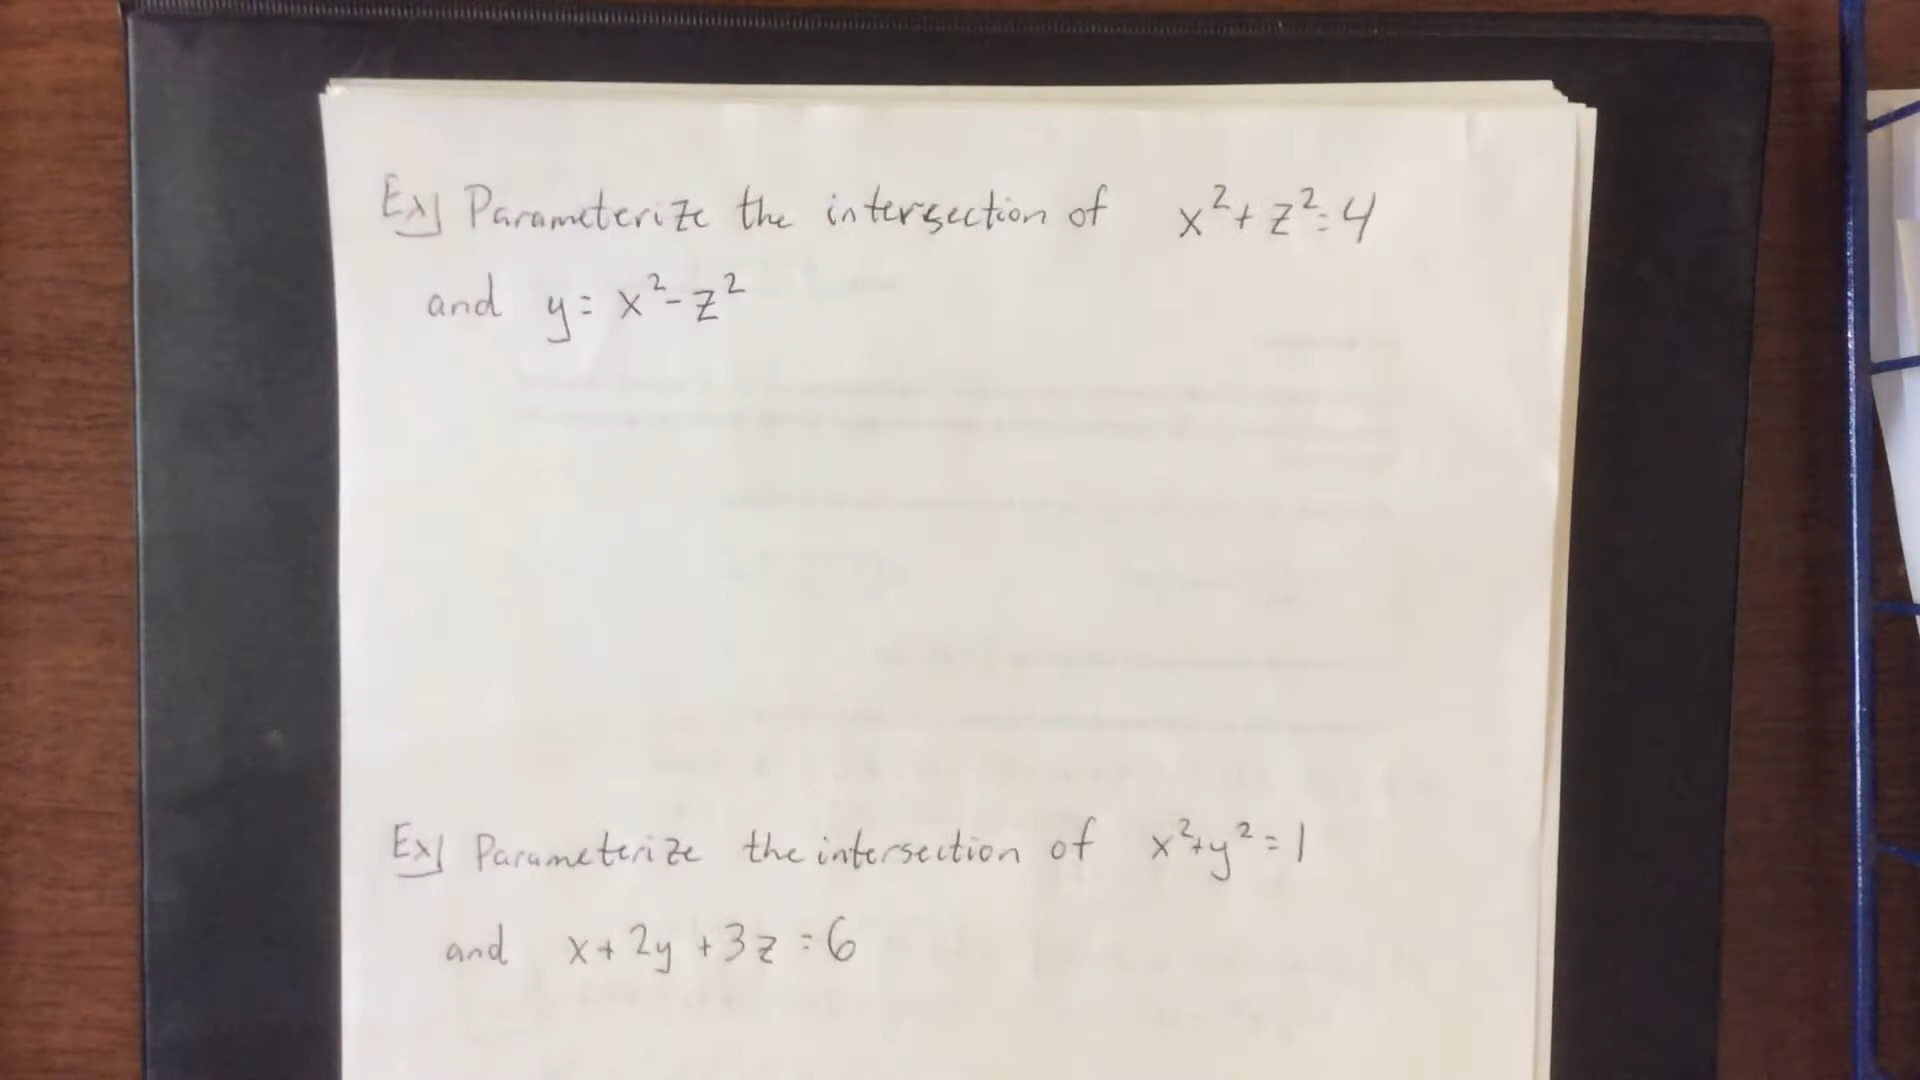 Ex] Parameterize the intersection of x²+z²=4
and y=x²-z²
Ex] Parameterize the intersection of x²+y²=1
and x+2y+3z=6